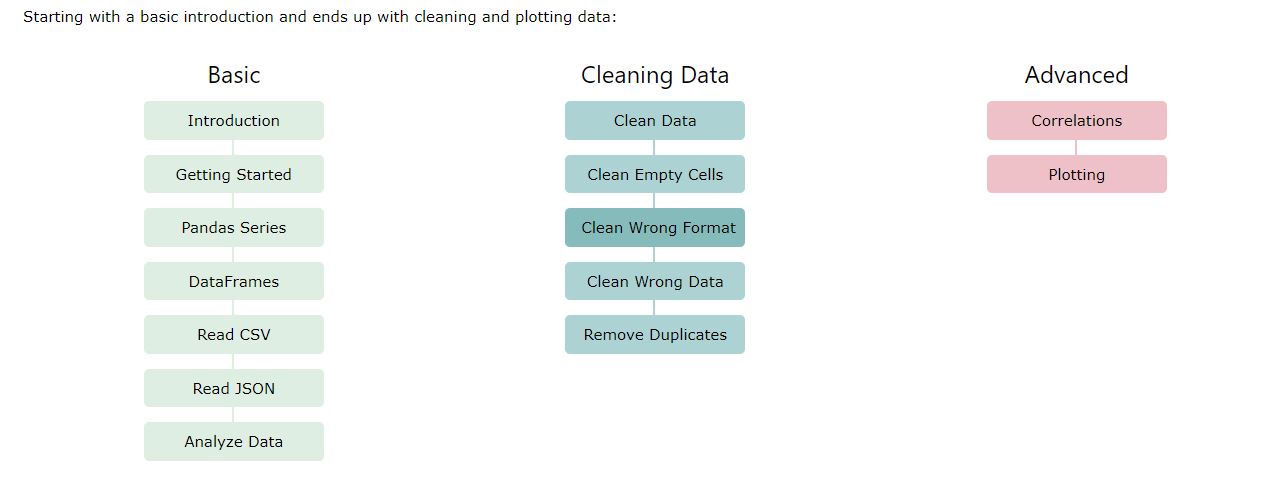 Starting with a basic introduction and ends up with cleaning and plotting data:
Basic
Introduction
Getting Started
Pandas Series
DataFrames
Read CSV
Read JSON
Analyze Data
Cleaning Data
Clean Data
Clean Empty Cells
Clean Wrong Format
Clean Wrong Data
Remove Duplicates
Advanced
Correlations
Plotting